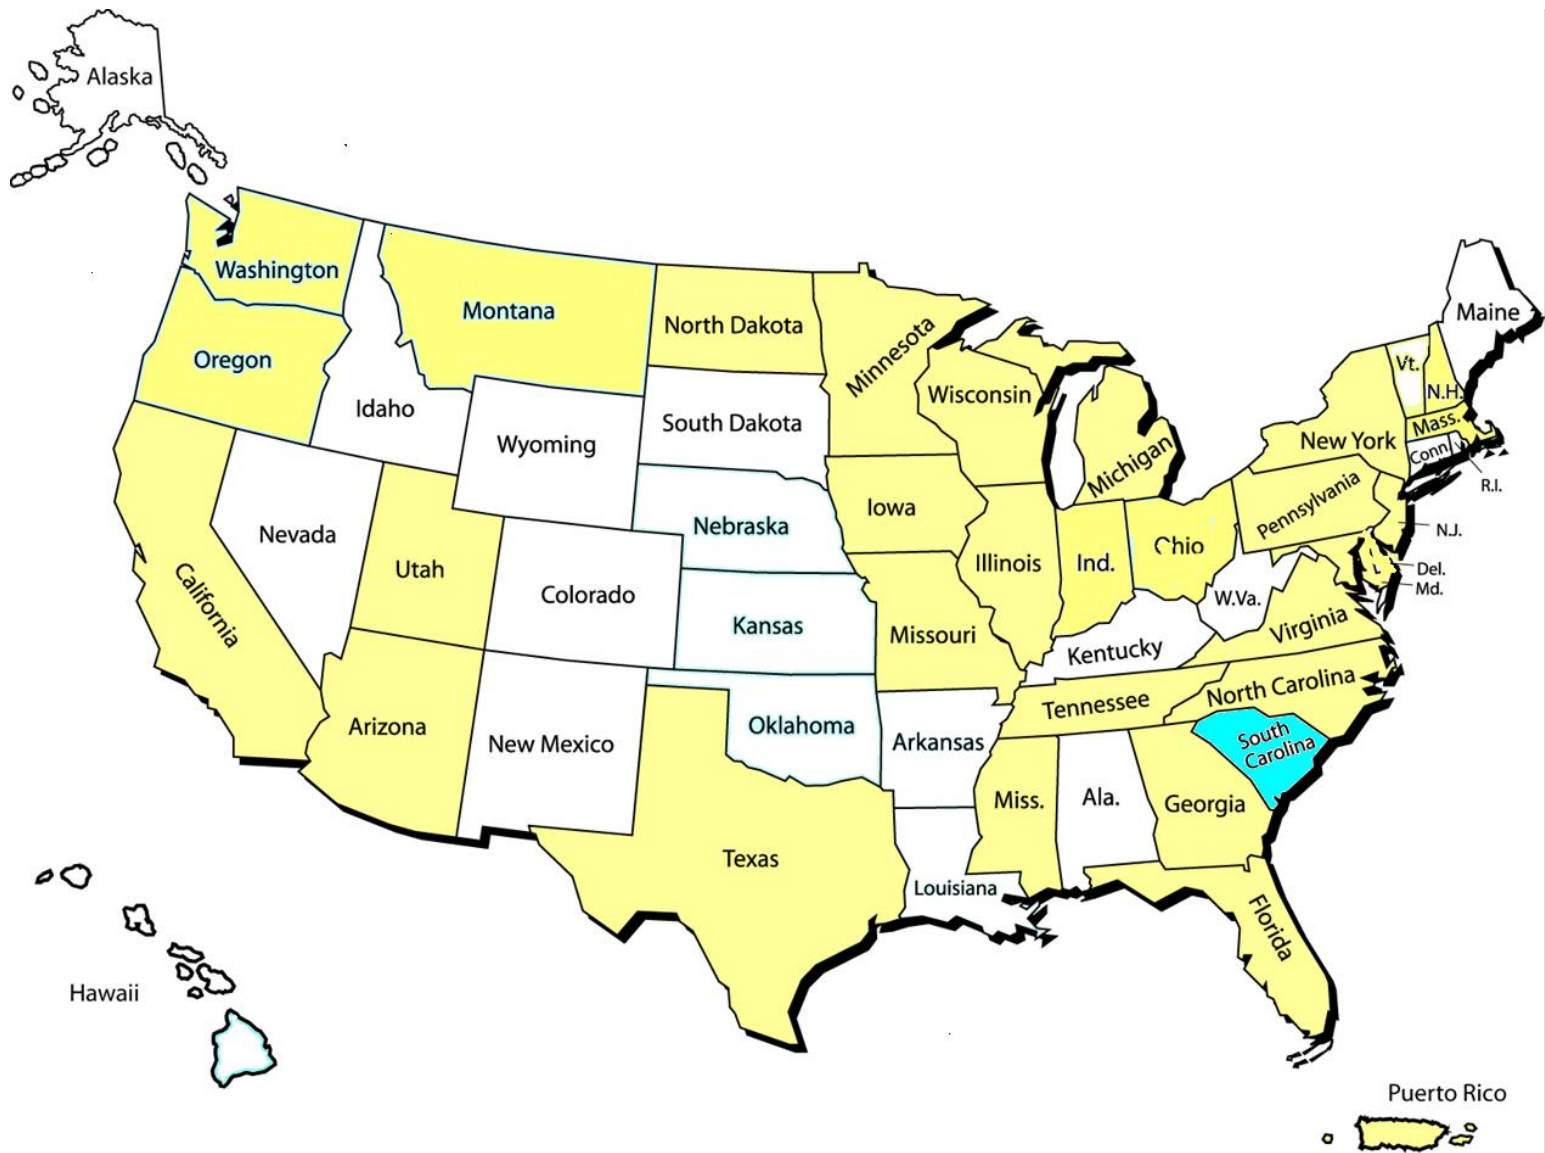 Alaska
Washington
Montana
North Dakota
Minnesota
Maine
Oregon
Idaho
Wyoming
South Dakota
Wisconsin
Michigan
New York
Vt.
N.H.
Mass.
Conn.
R.I.
Nevada
Utah
Colorado
Nebraska
Iowa
Illinois
Ind.
Ohio
Pennsylvania
N.J.
Del.
Md.
California
Kansas
Missouri
Kentucky
W.Va.
Virginia
Arizona
New Mexico
Oklahoma
Arkansas
Tennessee
North Carolina
South
Carolina
Texas
Louisiana
Miss.
Ala.
Georgia
Florida
Hawaii
Puerto Rico